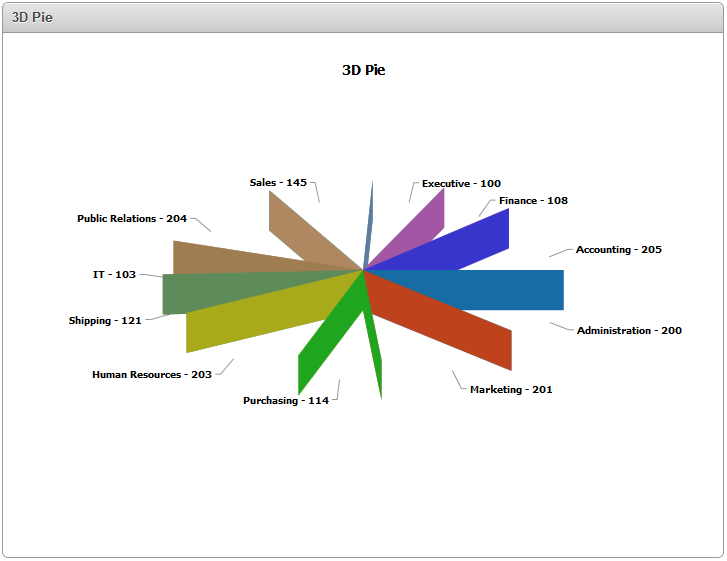 3D Pie
3D Pie
Sales - 145
Executive - 100
Finance - 108
Public Relations - 204
Accounting - 205
IT - 103
Shipping - 121
Administration - 200
Human Resources - 203
Marketing - 201
Purchasing - 114